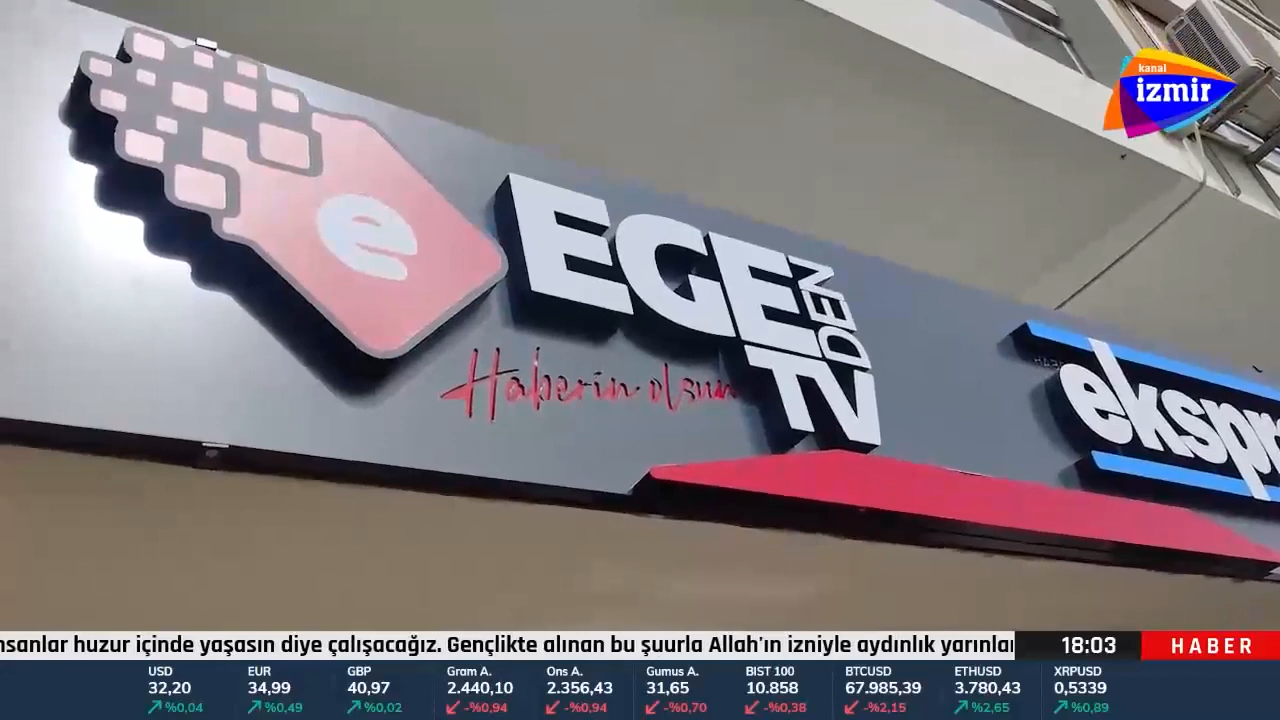 kanal
izmir
e
EGE
DEN
TV
Haberin olsun
huzur içinde yaşasın diye çalışacağız. Gençlikte alınan bu şuurla Allah'ın izniyle aydınlık
18:03
HABER
USD
32,20
%0,04
EUR
34,99
%0,49
GBP
40,97
%0,02
Gram A.
2.440,10
-%0,94
Ons A.
2.356,43
-%0,94
Gumus A.
31,65
-%0,70
BIST 100
10.858
-%0,38
BTCUSD
67.985,39
-%2,15
ETHUSD
3.780,43
%2,65
XRPUSD
0,5339
%0,89